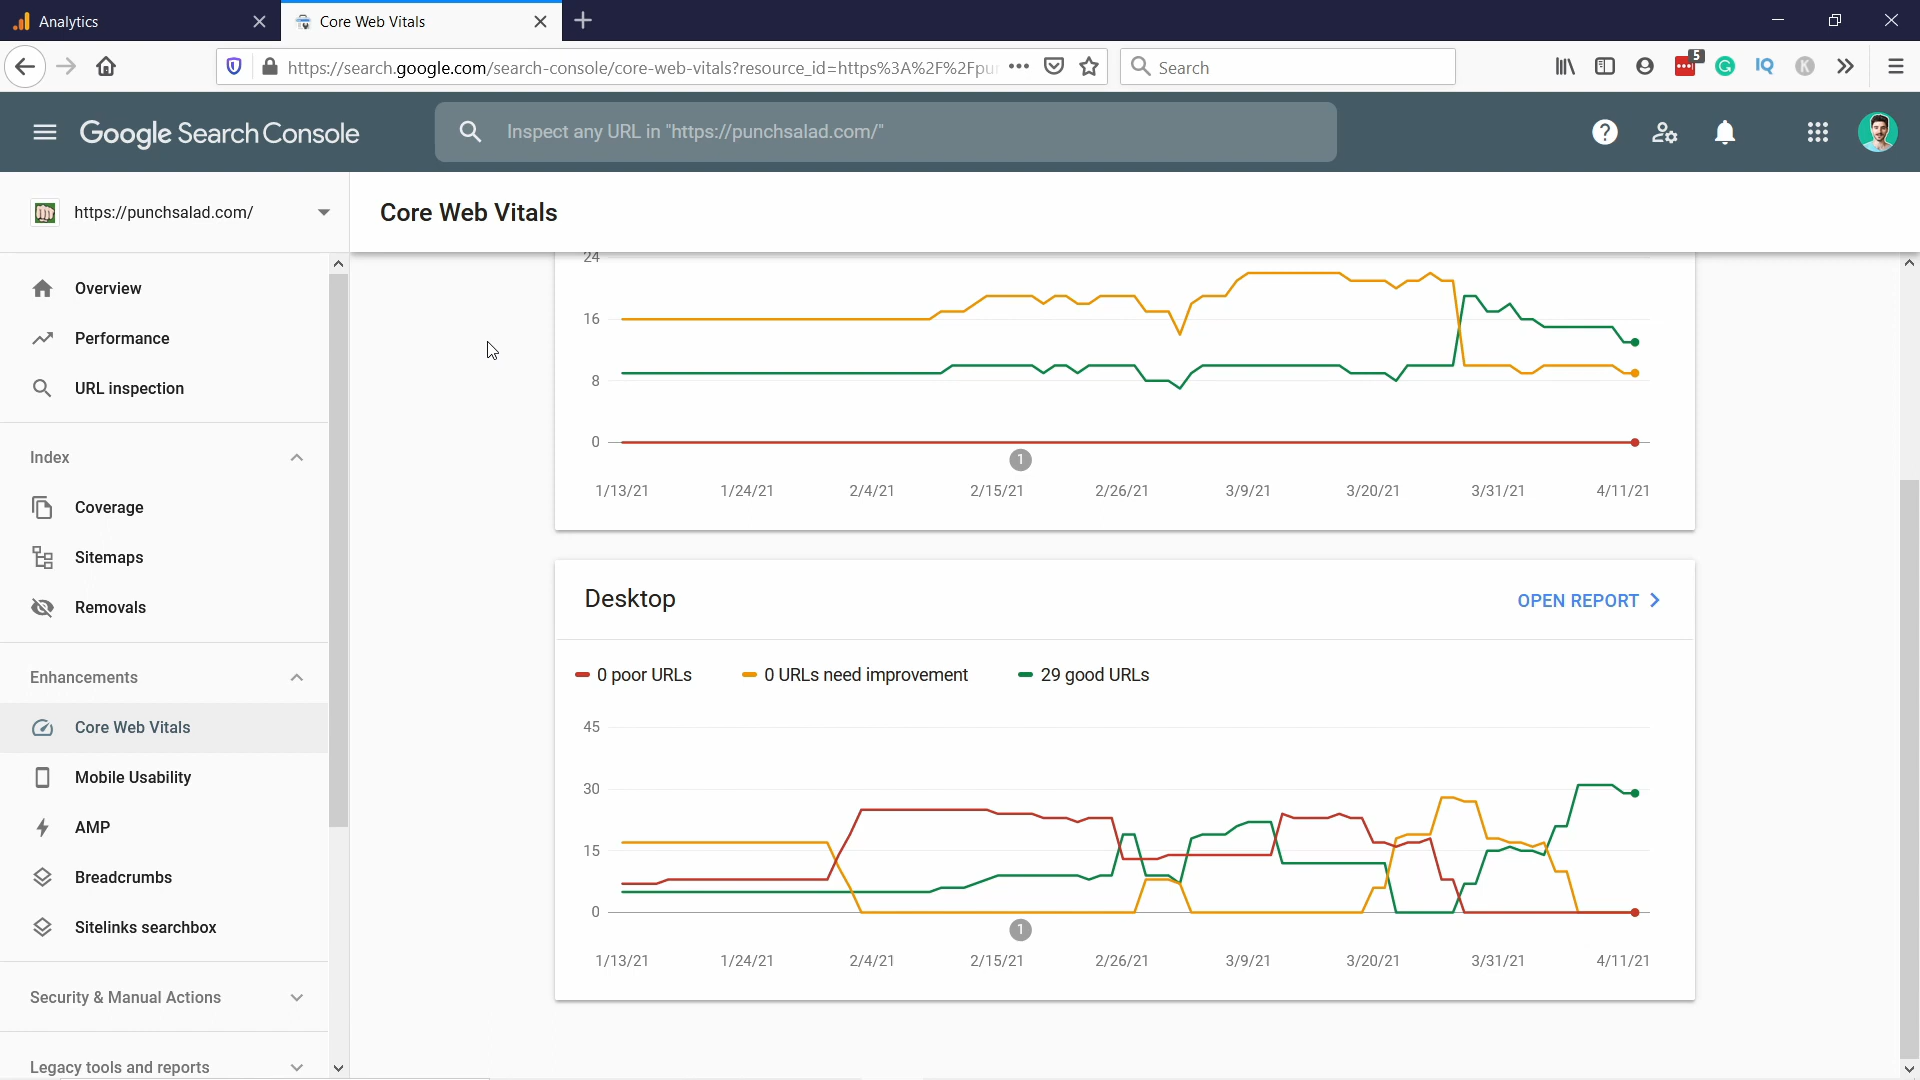 Analytics
Core Web Vitals
https://search.google.com/search-console/core-web-vitals?resource_id=https%3A%2F%2Fpu
Search
5
IQ
K
Google Search Console
Inspect any URL in "https://punchsalad.com/"
https://punchsalad.com/
Core Web Vitals
Overview
Performance
URL inspection
Index
Coverage
Sitemaps
Removals
Enhancements
Core Web Vitals
Mobile Usability
AMP
Breadcrumbs
Sitelinks searchbox
Security & Manual Actions
Legacy tools and reports
24
16
8
0
1
1/13/21 1/24/21 2/4/21 2/15/21 2/26/21 3/9/21 3/20/21 3/31/21 4/11/21
Desktop
OPEN REPORT
0 poor URLs 0 URLs need improvement 29 good URLs
45
30
15
0
1
1/13/21 1/24/21 2/4/21 2/15/21 2/26/21 3/9/21 3/20/21 3/31/21 4/11/21